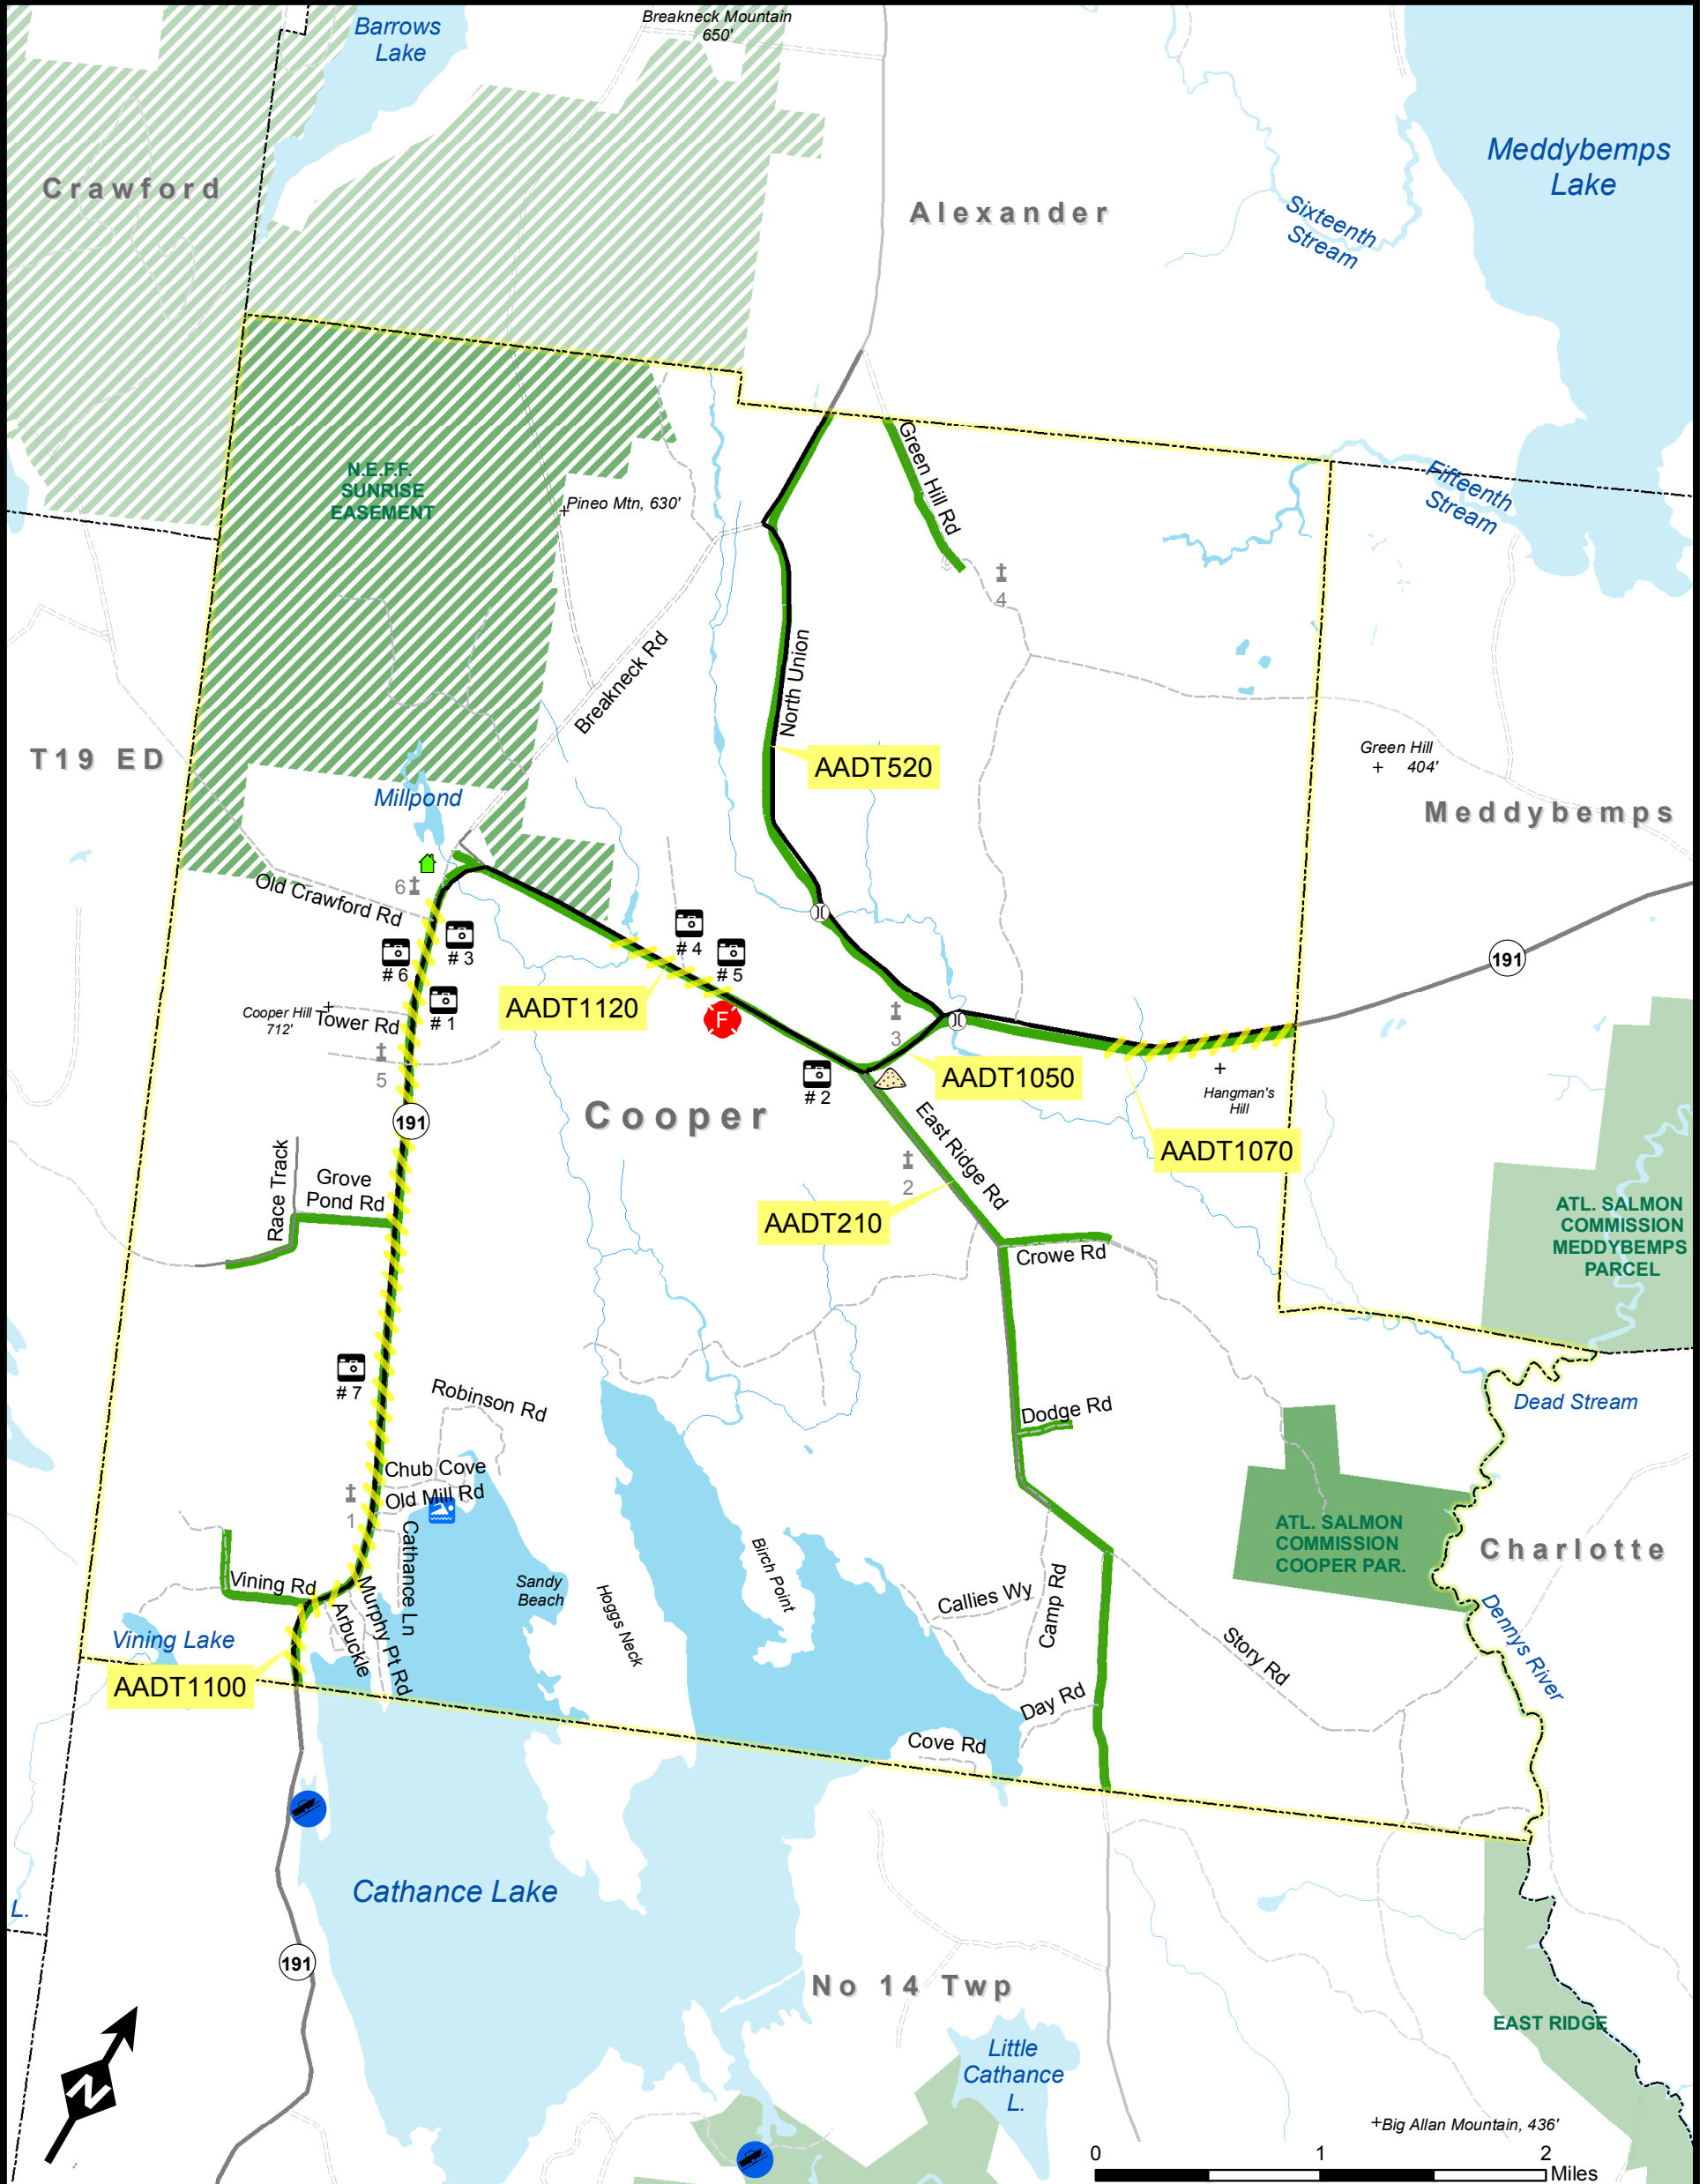 Breakneck Mountain
650'
Barrows
Lake
Meddybemps
Lake
Crawford
Alexander
Sixteenth
Stream
Green Hill Rd
N.E.F.F.
SUNRISE
EASEMENT
Pineo Mtn, 630'
Fifteenth
Stream
4
Breakneck Rd
North Union
T19 ED
AADT520
Green Hill
404'
Millpond
Meddybemps
6
Old Crawford Rd
# 4
# 3
# 6
# 5
191
AADT1120
# 1
Cooper Hill
712'
Tower Rd
F
3
5
# 2
AADT1050
Hangman's
Hill
Cooper
191
East Ridge Rd
AADT1070
Race Track
Grove
Pond Rd
2
AADT210
ATL. SALMON
COMMISSION
MEDDYBEMPS
PARCEL
Crowe Rd
# 7
Robinson Rd
Dodge Rd
Dead Stream
Chub Cove
Old Mill Rd
1
Cathance Ln
ATL. SALMON
COMMISSION
COOPER PAR.
Charlotte
Birch Point
Vining Rd
Sandy
Beach
Hoggs Neck
Callies Wy
Camp Rd
Murphy Pt Rd
Arbuckle
Dennys River
Story Rd
Vining Lake
AADT1100
Day Rd
Cove Rd
Cathance Lake
L.
191
No 14 Twp
EAST RIDGE
Little
Cathance
L.
N
Big Allan Mountain, 436'
0 1 2
Miles